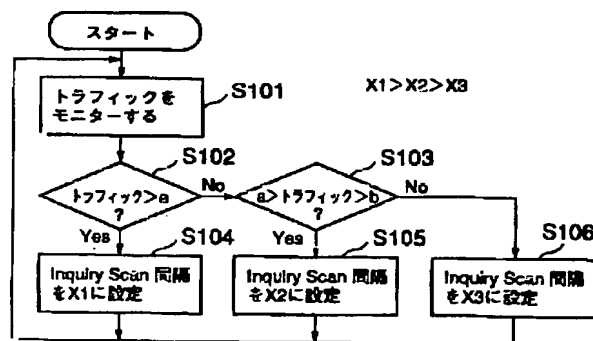 スタート
トラフィックを
モニターする
S101
X1>X2>X3
S102
トラフィック>a
?
No
Yes
S103
a>トラフィック>b
?
No
Yes
S104
Inquiry Scan 間隔
をX1に設定
S105
Inquiry Scan 間隔
をX2に設定
S106
Inquiry Scan 間隔
をX3に設定